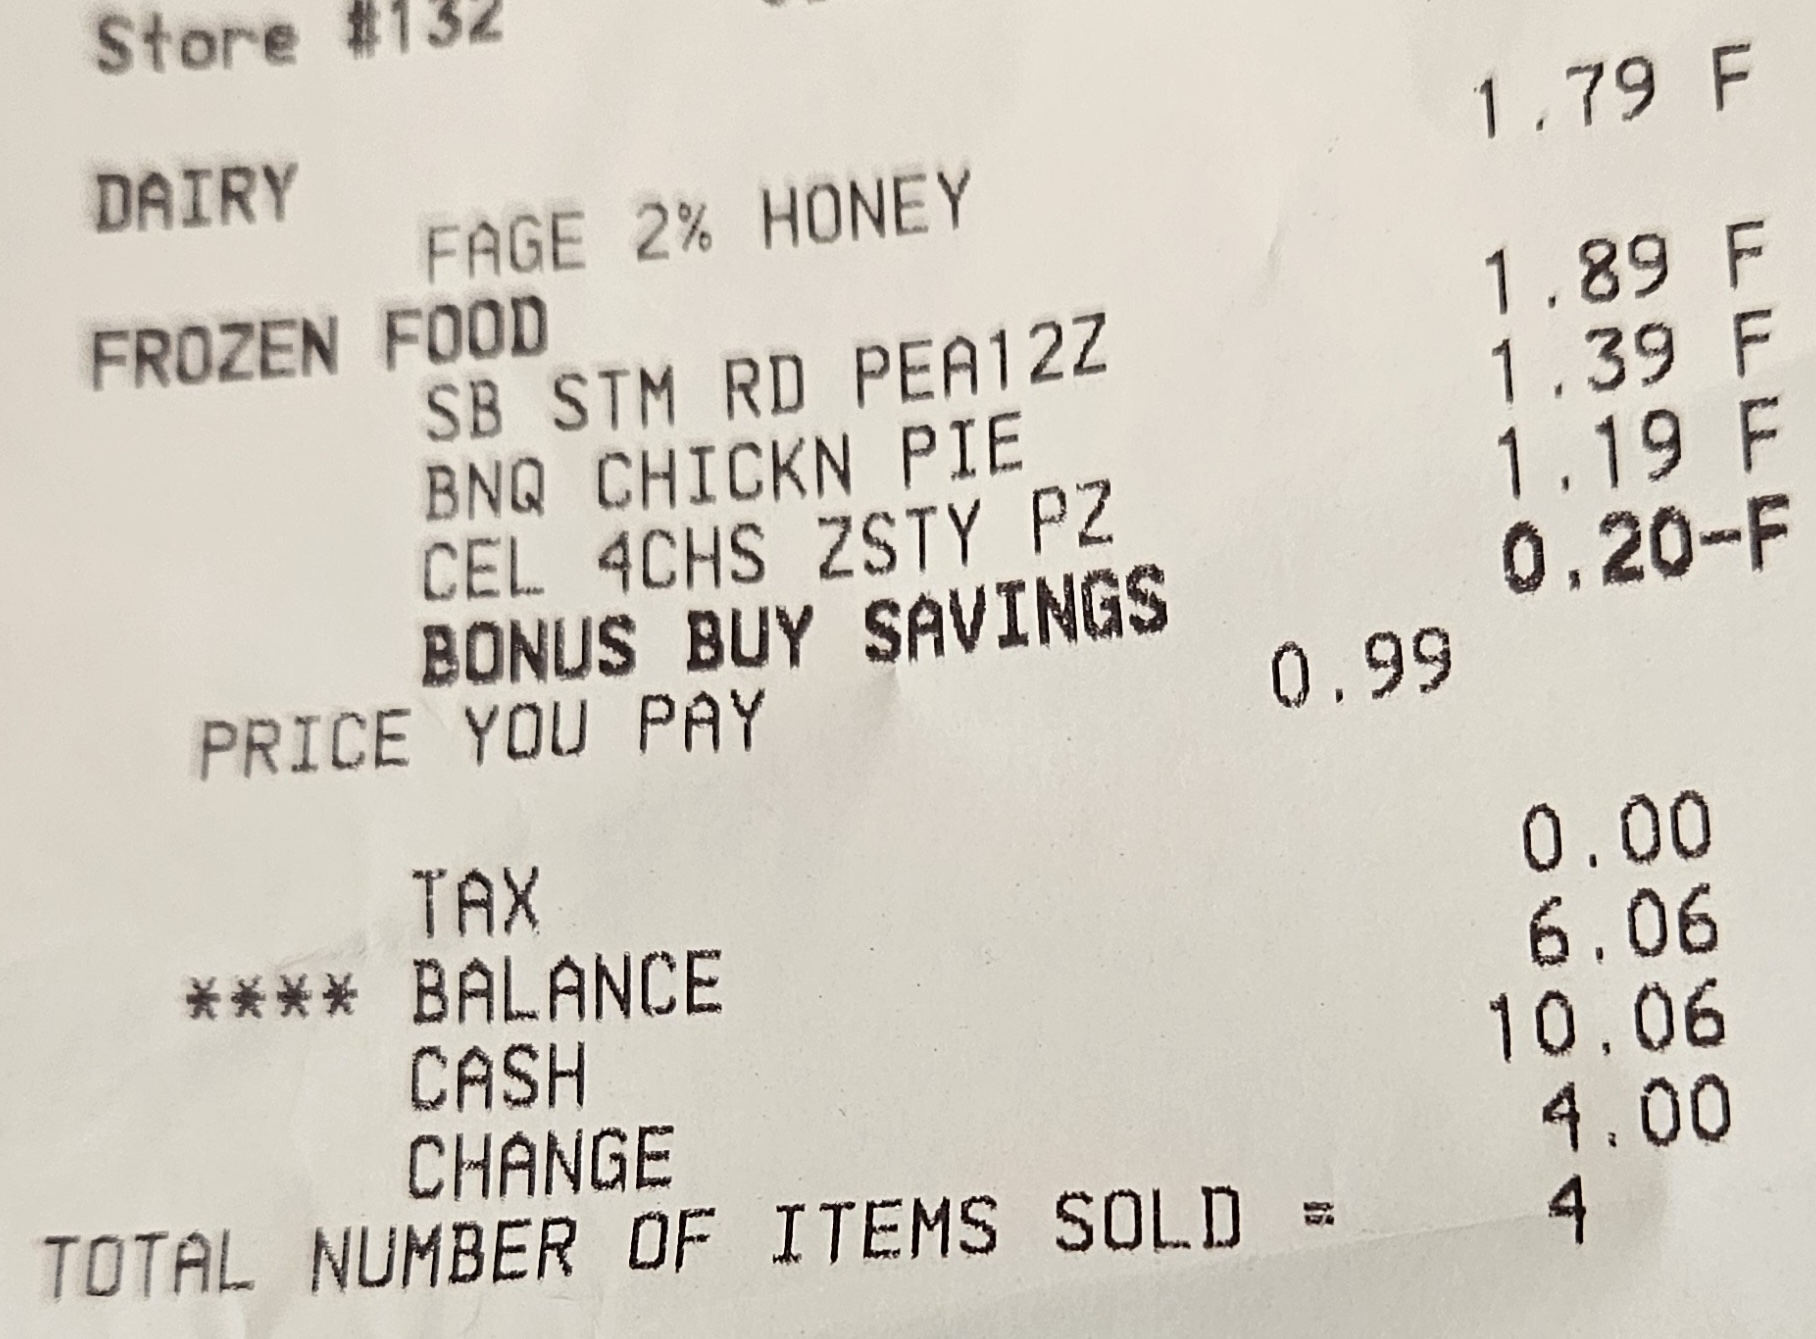 Store #132
DAIRY
FAGE 2% HONEY 1.79 F
FROZEN FOOD
SB STM RD PEA12Z 1.89 F
BNQ CHICKN PIE 1.39 F
CEL 4CHS ZSTY PZ 1.19 F
BONUS BUY SAVINGS 0.20-F
PRICE YOU PAY 0.99
TAX 0.00
**** BALANCE 6.06
CASH 10.06
CHANGE 4.00
TOTAL NUMBER OF ITEMS SOLD = 4